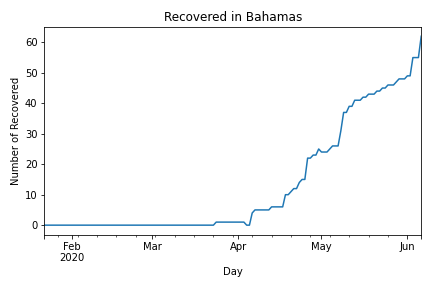 Recovered in Bahamas
60
50
40
30
20
10
0
Number of Recovered
Feb
2020
Mar
Apr
May
Jun
Day